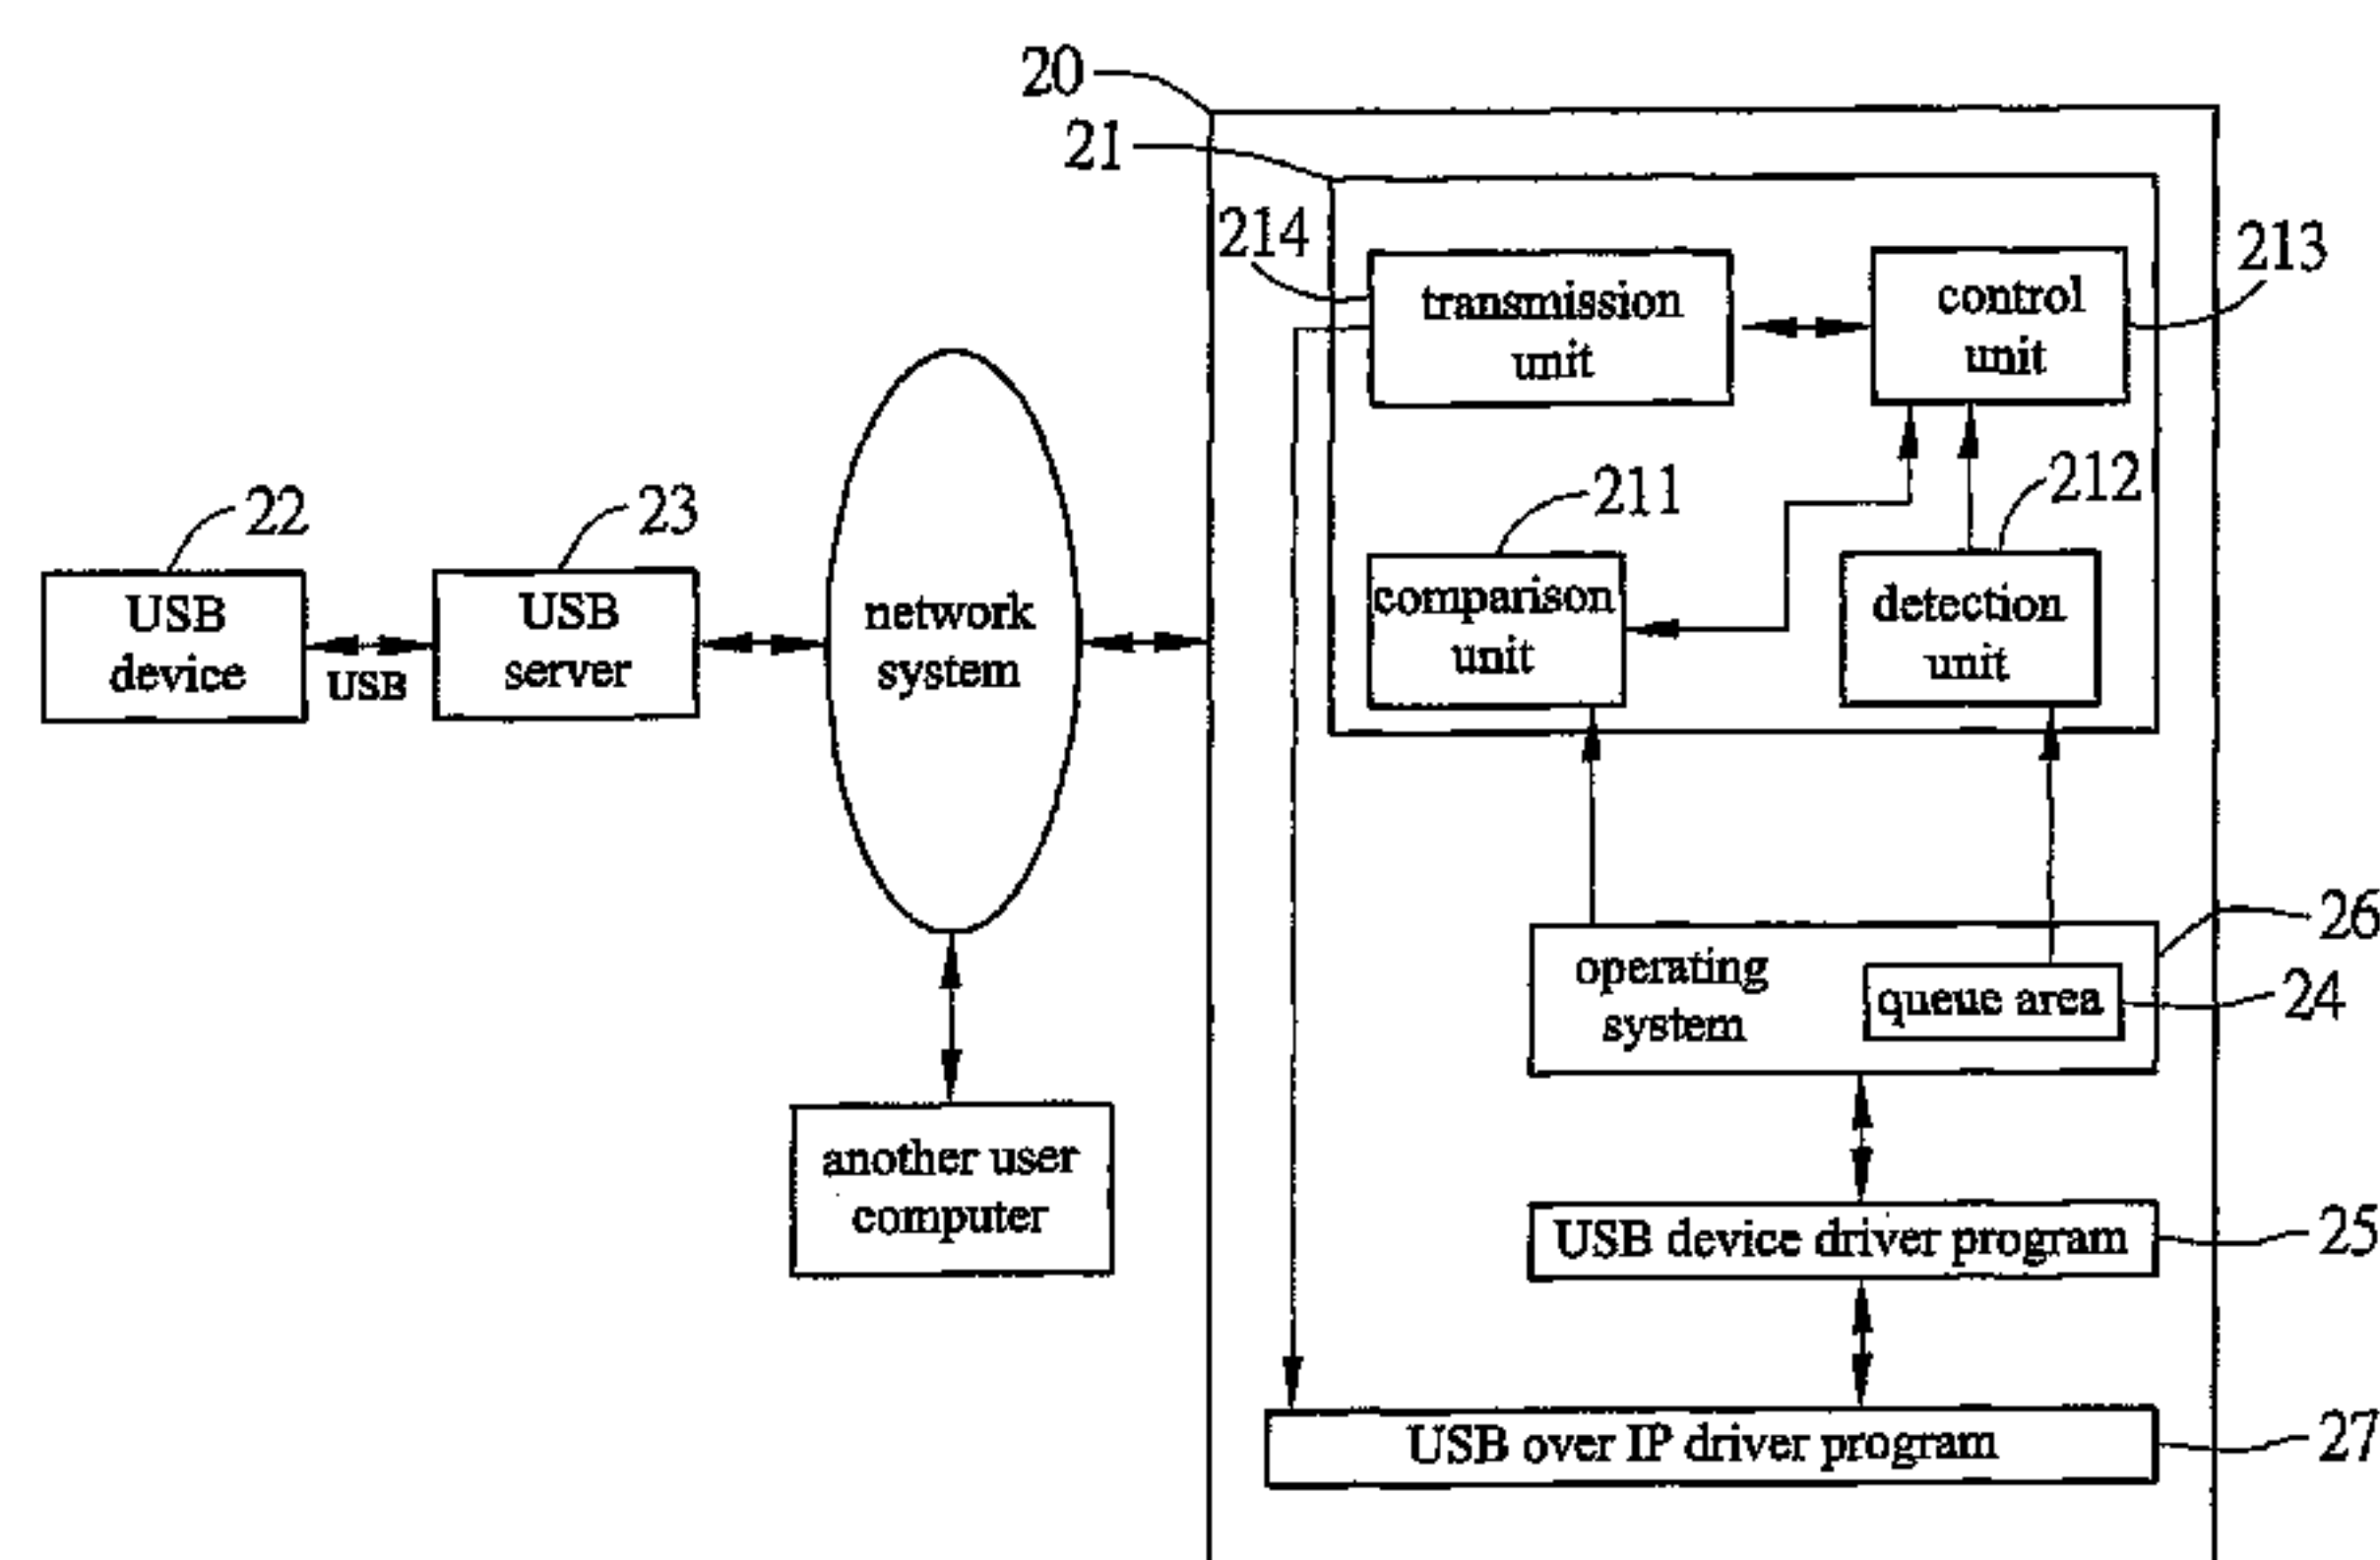 20
21
214
213
transmission
unit
control
unit
22
23
211
212
USB
device
USB
USB
server
network
system
comparison
unit
detection
unit
another user
computer
operating
system
queue area
26
24
USB device driver program
25
USB over IP driver program
27